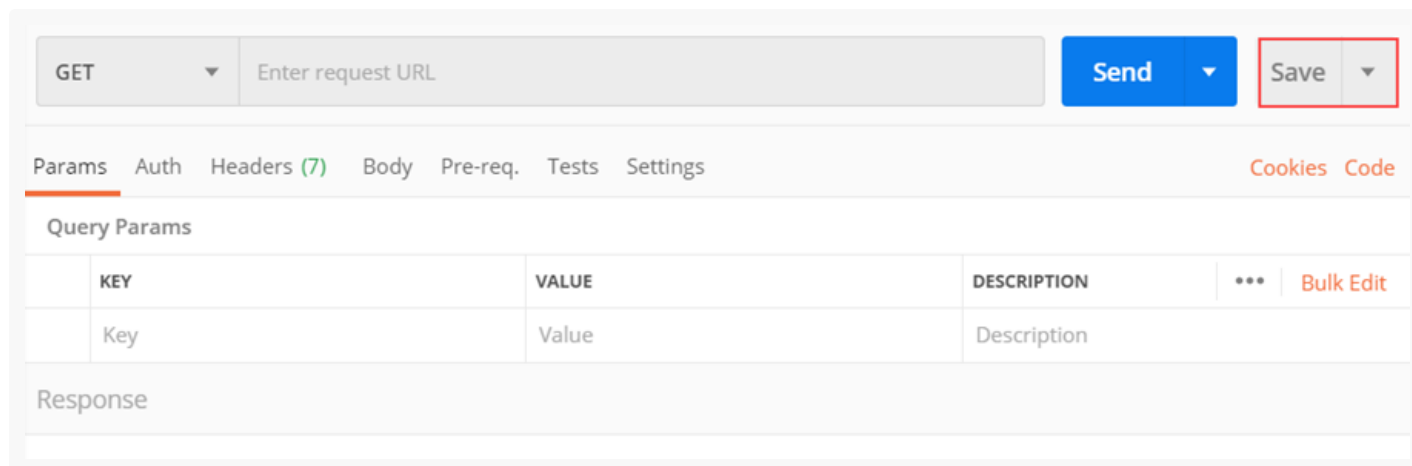 GET Enter request URL Send Save
Params Auth Headers (7) Body Pre-req. Tests Settings Cookies Code
Query Params
KEY VALUE DESCRIPTION ••• Bulk Edit
Key Value Description
Response